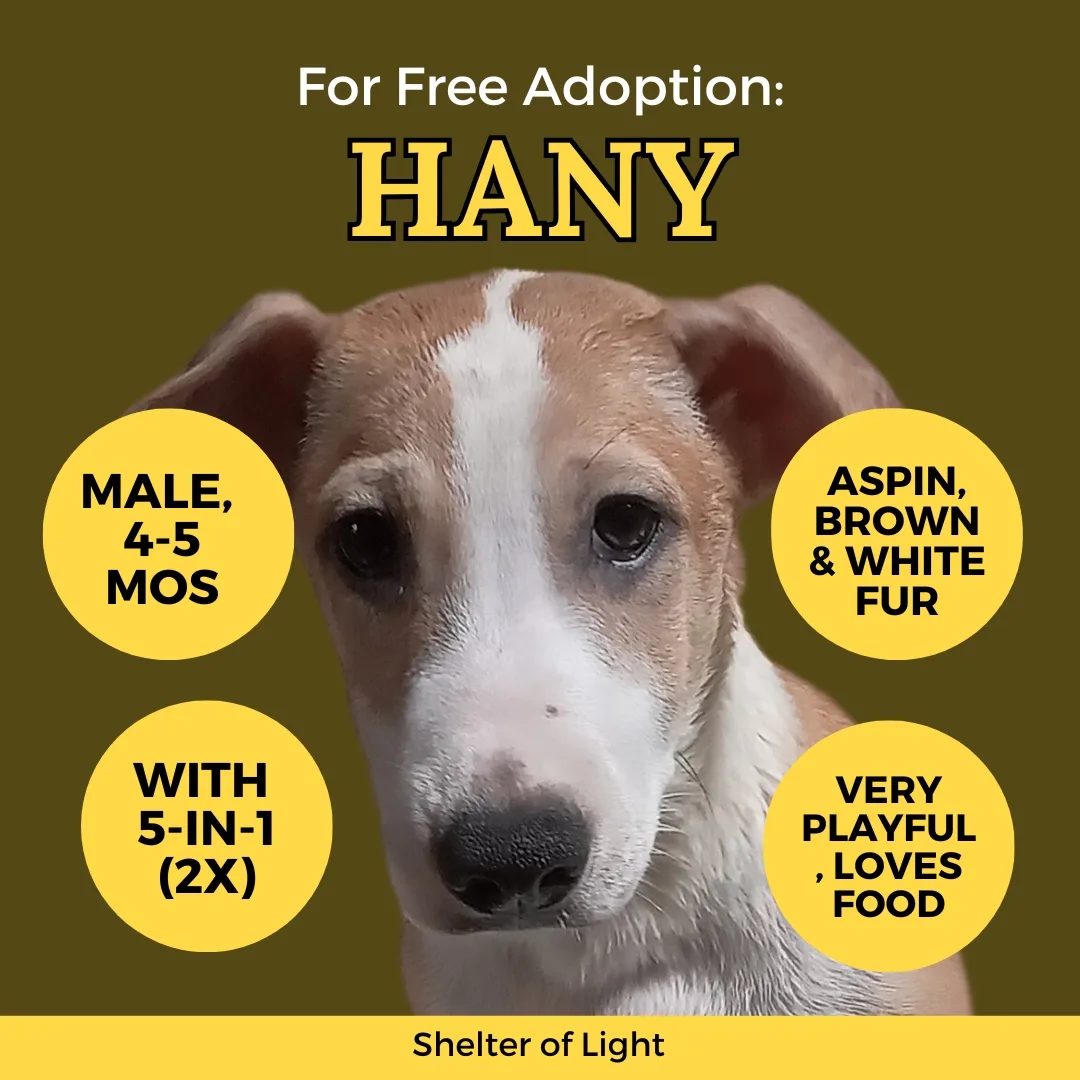 For Free Adoption:
HANY
MALE,
4-5
MOS
ASPIN,
BROWN
& WHITE
FUR
WITH
5-IN-1
(2X)
VERY
PLAYFUL
, LOVES
FOOD
Shelter of Light